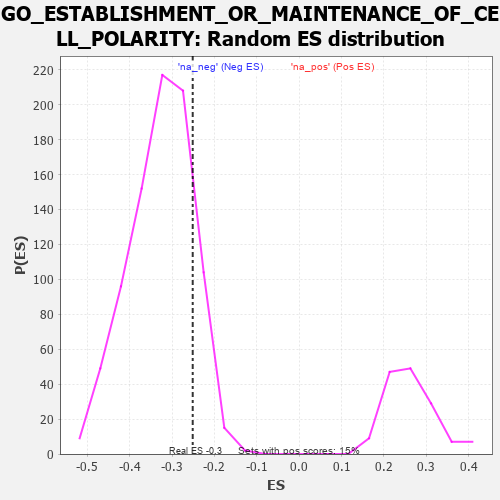 GO_ESTABLISHMENT_OR_MAINTENANCE_OF_CE
LL_POLARITY: Random ES distribution
'na_neg' (Neg ES) 'na_pos' (Pos ES)
220
200
180
160
140
120
100
80
60
40
20
0
P(ES)
Real ES -0,3 Sets with pos scores: 15%
-0.5 -0.4 -0.3 -0.2 -0.1 0.0 0.1 0.2 0.3 0.4
ES